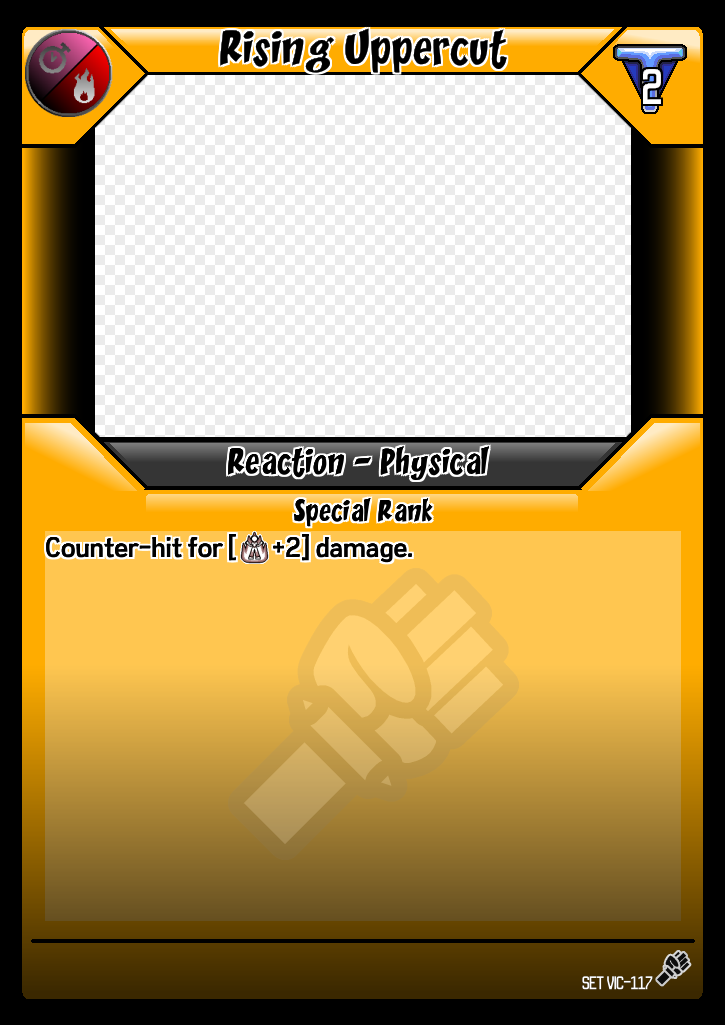 Rising Uppercut
2
Reaction - Physical
Special Rank
Counter-hit for [ +2] damage.
SET VIC-117